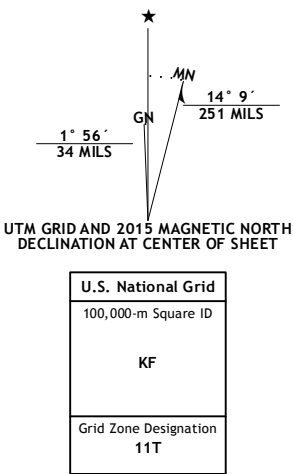 MN
GN
14° 9´
251 MILS
1° 56´
34 MILS
UTM GRID AND 2015 MAGNETIC NORTH
DECLINATION AT CENTER OF SHEET
U.S. National Grid
100,000-m Square ID
KF
Grid Zone Designation
11T